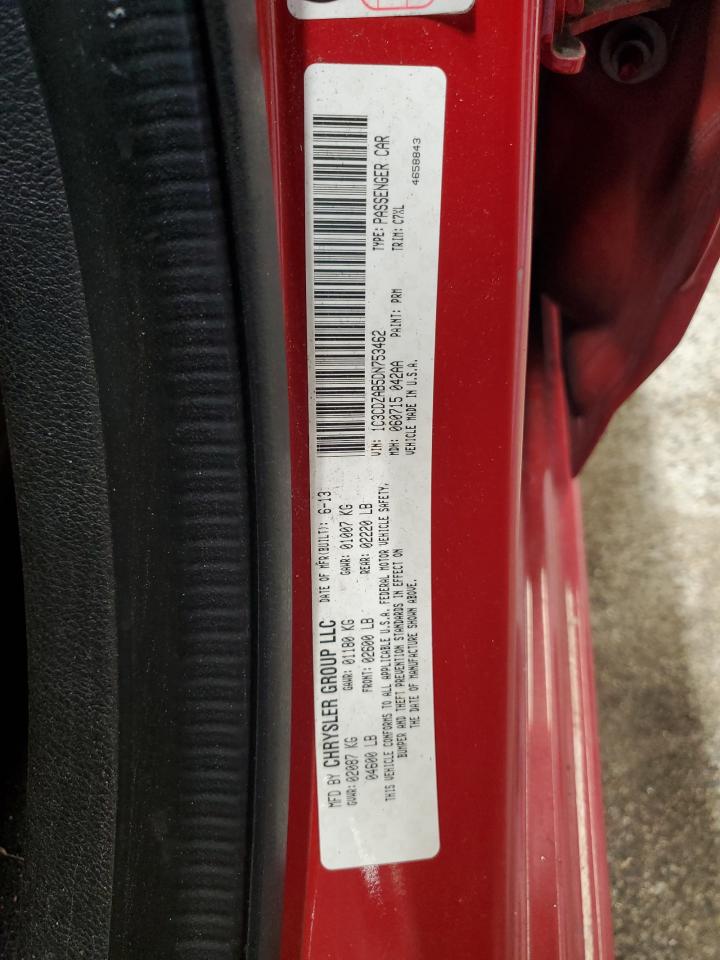 MFD BY CHRYSLER GROUP LLC DATE OF MFR(BUILT): 6-13
GVWR: 02087 KG GAWR: 01180 KG GAWR: 01007 KG
04600 LB FRONT: 02600 LB REAR: 02220 LB
THIS VEHICLE CONFORMS TO ALL APPLICABLE U.S.A. FEDERAL MOTOR VEHICLE SAFETY,
BUMPER AND THEFT PREVENTION STANDARDS IN EFFECT ON
THE DATE OF MANUFACTURE SHOWN ABOVE.
VIN: 1C3CDZAB5DN753462 TYPE: PASSENGER CAR
MDH: 060715 042AA PAINT: PRM TRIM: C7XL
VEHICLE MADE IN U.S.A. 4658843